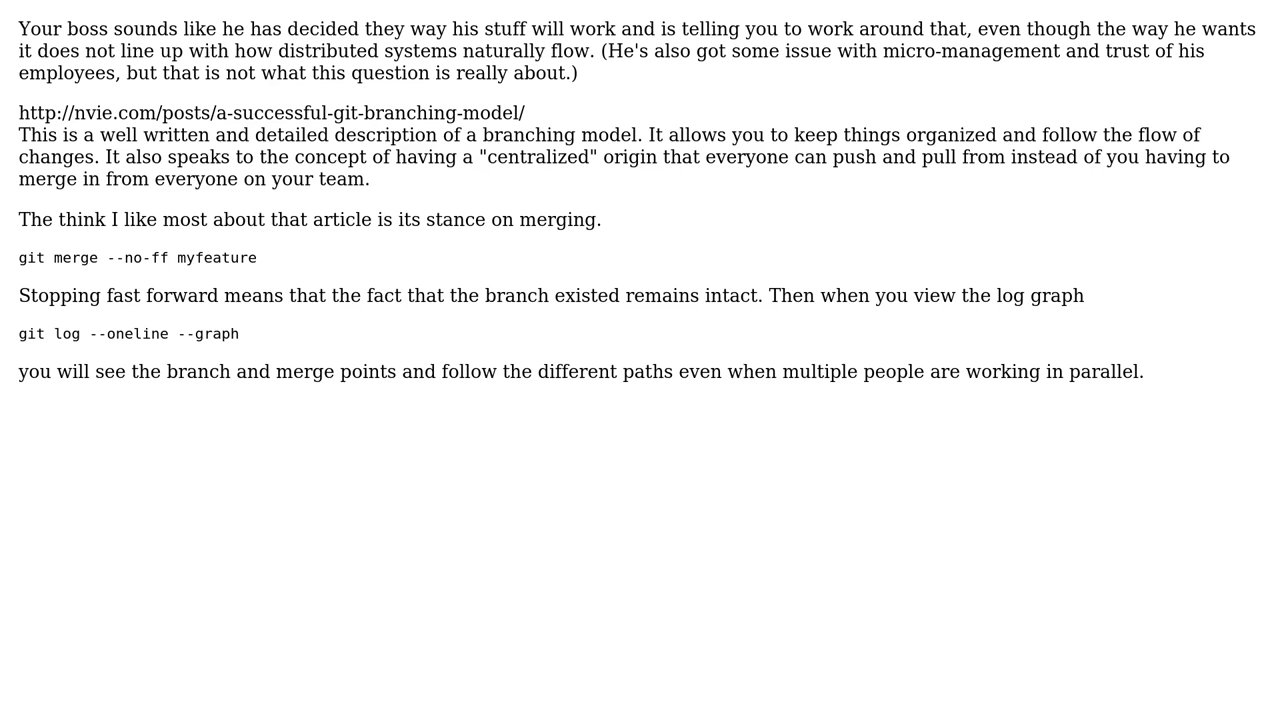 Your boss sounds like he has decided they way his stuff will work and is telling you to work around that, even though the way he wants
it does not line up with how distributed systems naturally flow. (He's also got some issue with micro-management and trust of his
employees, but that is not what this question is really about.)
http://nvie.com/posts/a-successful-git-branching-model/
This is a well written and detailed description of a branching model. It allows you to keep things organized and follow the flow of
changes. It also speaks to the concept of having a "centralized" origin that everyone can push and pull from instead of you having to
merge in from everyone on your team.
The think I like most about that article is its stance on merging.
git merge --no-ff myfeature
Stopping fast forward means that the fact that the branch existed remains intact. Then when you view the log graph
git log --oneline --graph
you will see the branch and merge points and follow the different paths even when multiple people are working in parallel.